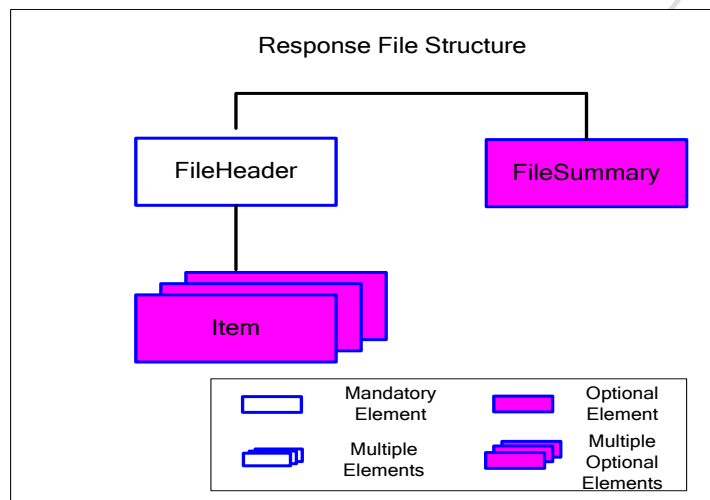 Response File Structure
FileHeader
FileSummary
Item
Mandatory
Element
Optional
Element
Multiple
Elements
Multiple
Optional
Elements